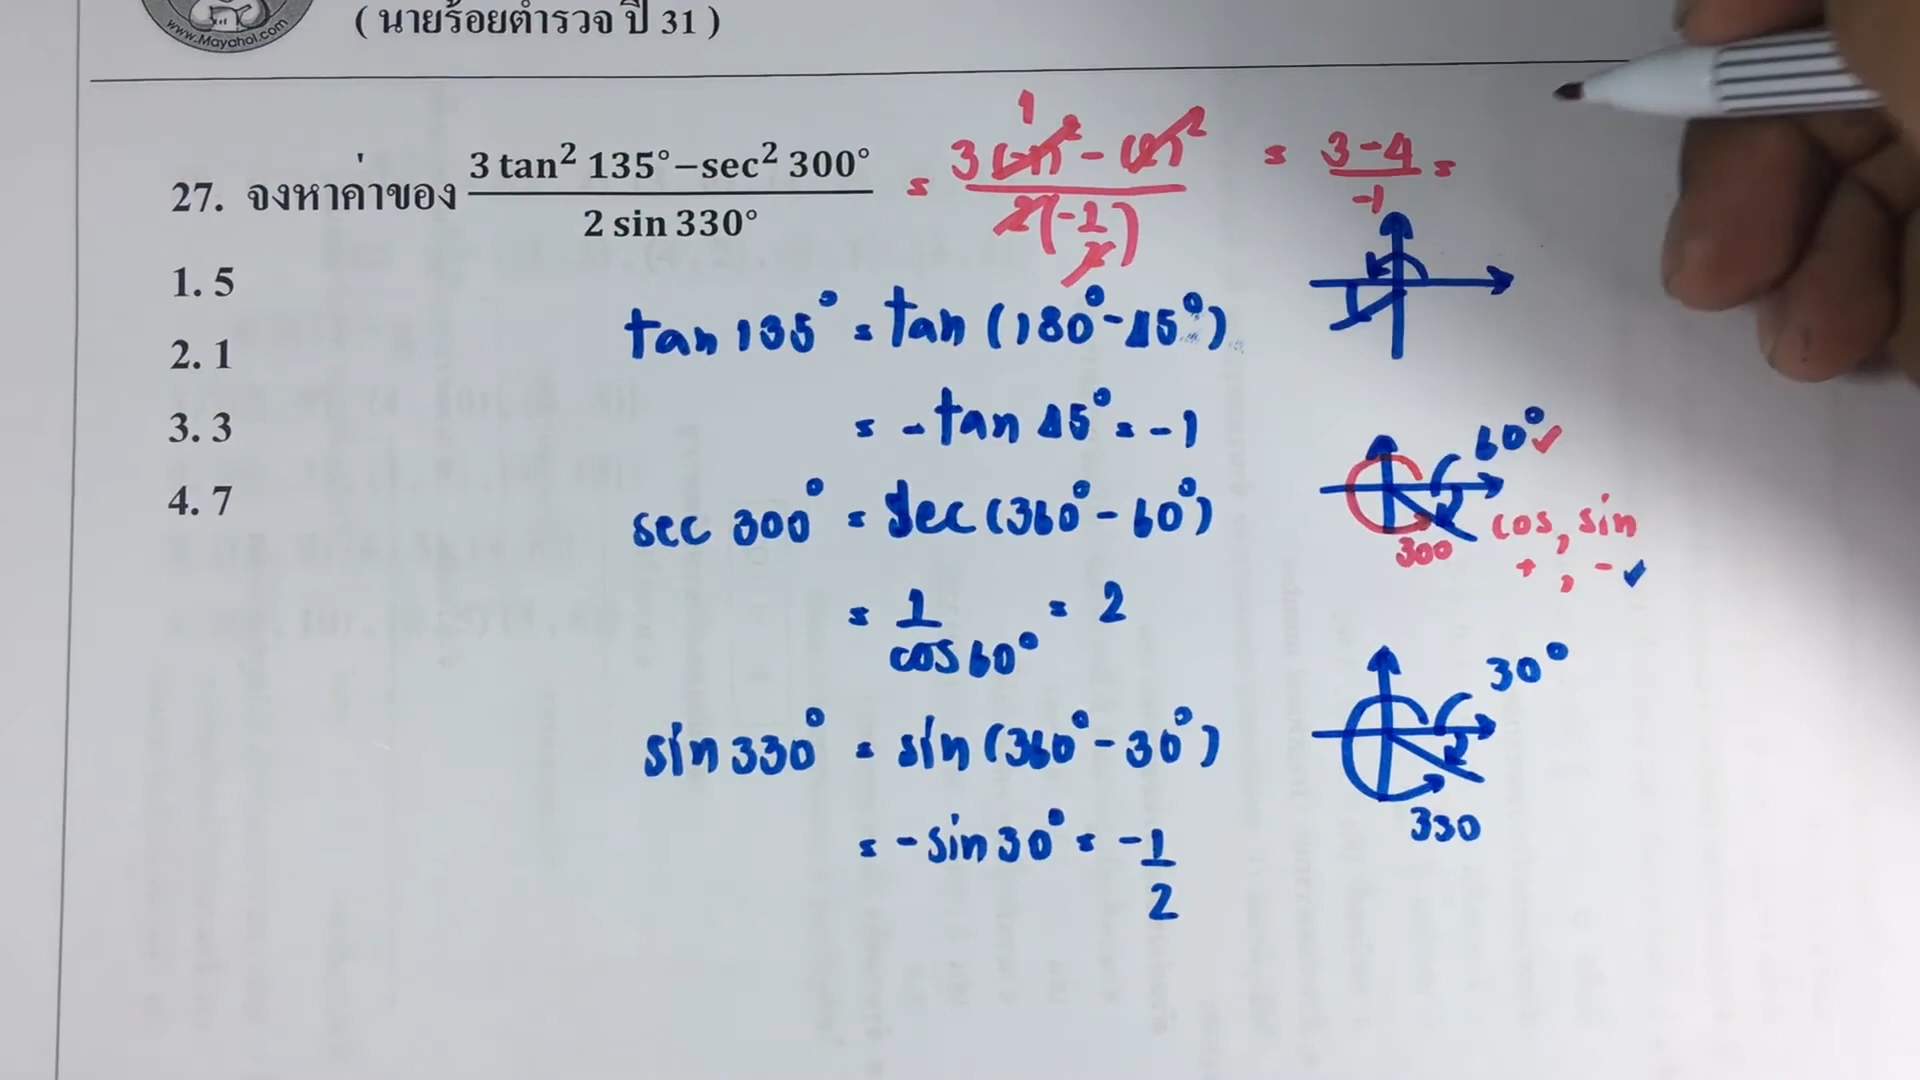 www.Mayahol.com
( นายร้อยตำรวจ ปี 31 )
27. จงหาค่าของ 3 tan² 135° − sec² 300° / 2 sin 330° = 3(-1)² - (2)² / 2(-1/2) = 3-4 / -1 =
1
1. 5
2. 1
3. 3
4. 7
tan 135° = tan (180° - 45°)
= - tan 45° = -1
sec 300° = sec (360° - 60°)
= 1 / cos 60° = 2
sin 330° = sin (360° - 30°)
= - sin 30° = - 1/2
60°
300
cos, sin
+ , -
30°
330